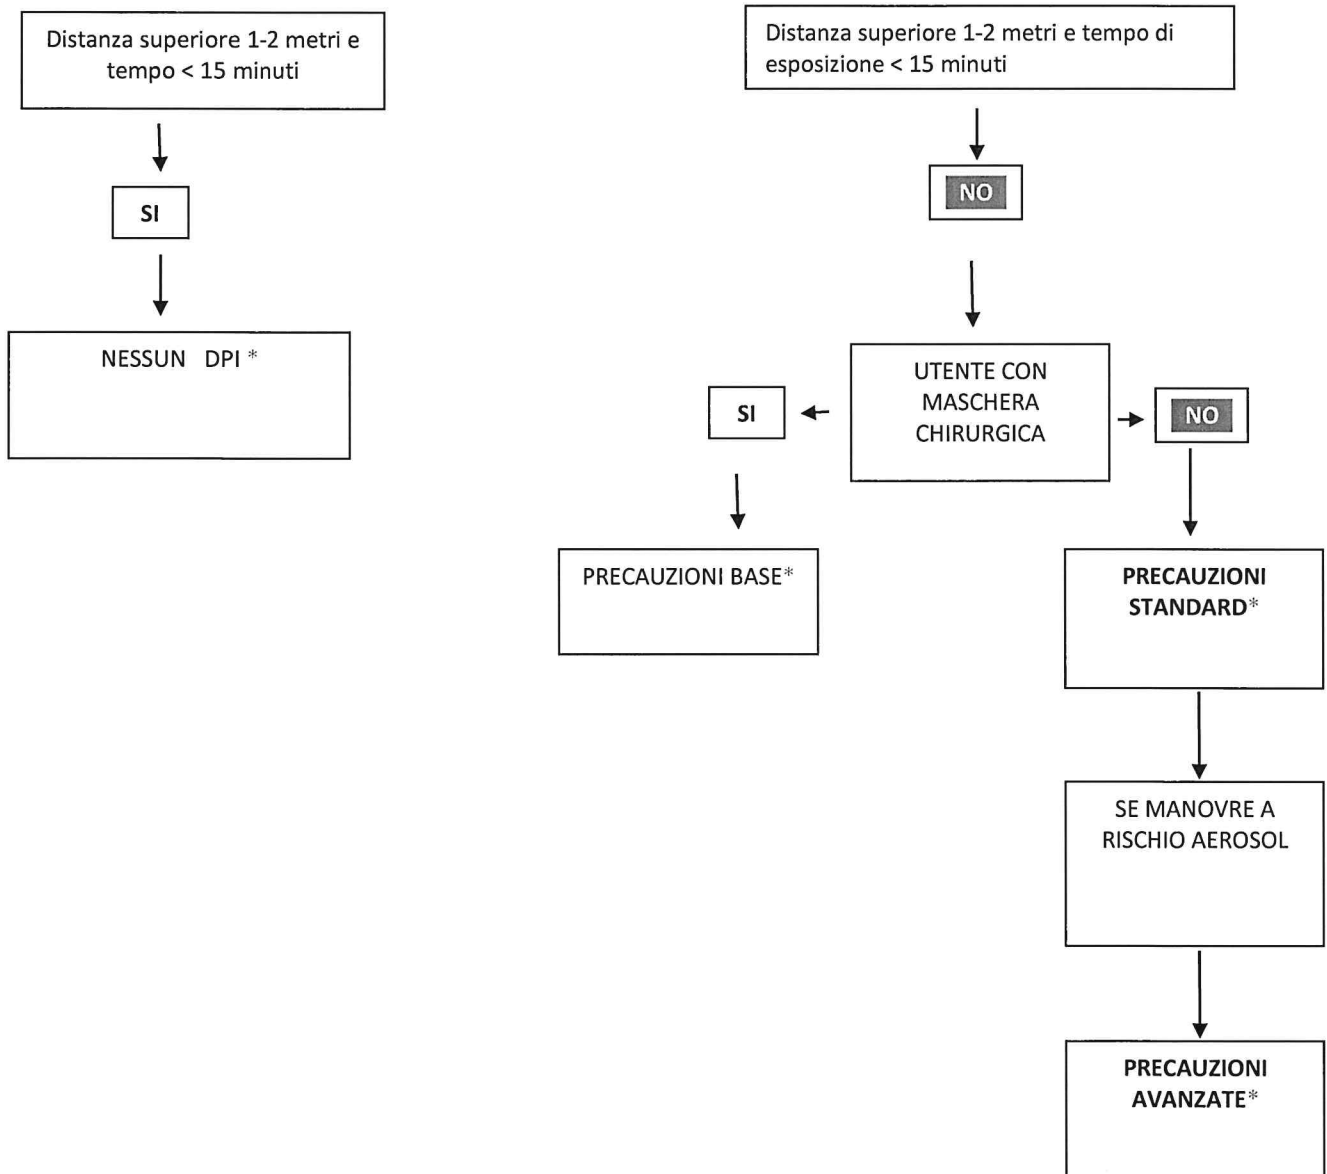 Distanza superiore 1-2 metri e
tempo < 15 minuti
SI
NESSUN DPI *
Distanza superiore 1-2 metri e tempo di
esposizione < 15 minuti
NO
UTENTE CON
MASCHERA
CHIRURGICA
SI
NO
PRECAUZIONI BASE*
PRECAUZIONI
STANDARD*
SE MANOVRE A
RISCHIO AEROSOL
PRECAUZIONI
AVANZATE*